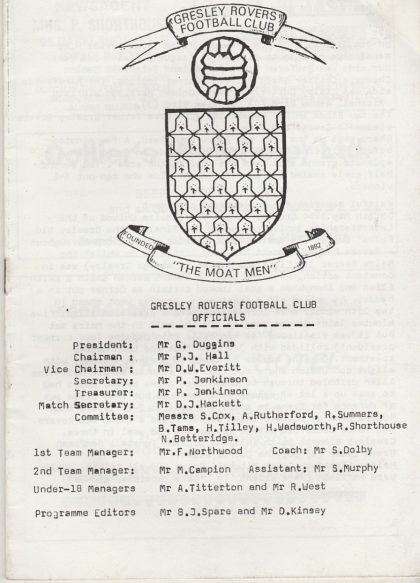 GRESLEY ROVERS
FOOTBALL CLUB
FOUNDED
1882
"THE MOAT MEN"
GRESLEY ROVERS FOOTBALL CLUB
OFFICIALS
President: Mr G. Duggins
Chairman : Mr P.J. Hall
Vice Chairman : Mr D.W.Everitt
Secretary: Mr P. Jenkinson
Treasurer: Mr P. Jenkinson
Match Secretary: Mr D.J.Hackett
Committee: Messrs S.Cox, A.Rutherford, R.Summers,
B.Tams, H.Tilley, H.Wadsworth,R.Shorthouse
N.Betteridge.
1st Team Manager: Mr.F.Northwood Coach: Mr S.Dolby
2nd Team Manager: Mr M.Campion Assistant: Mr S.Murphy
Under-18 Managers Mr A.Titterton and Mr R.West
Programme Editors Mr B.J.Spare and Mr D.Kinsey